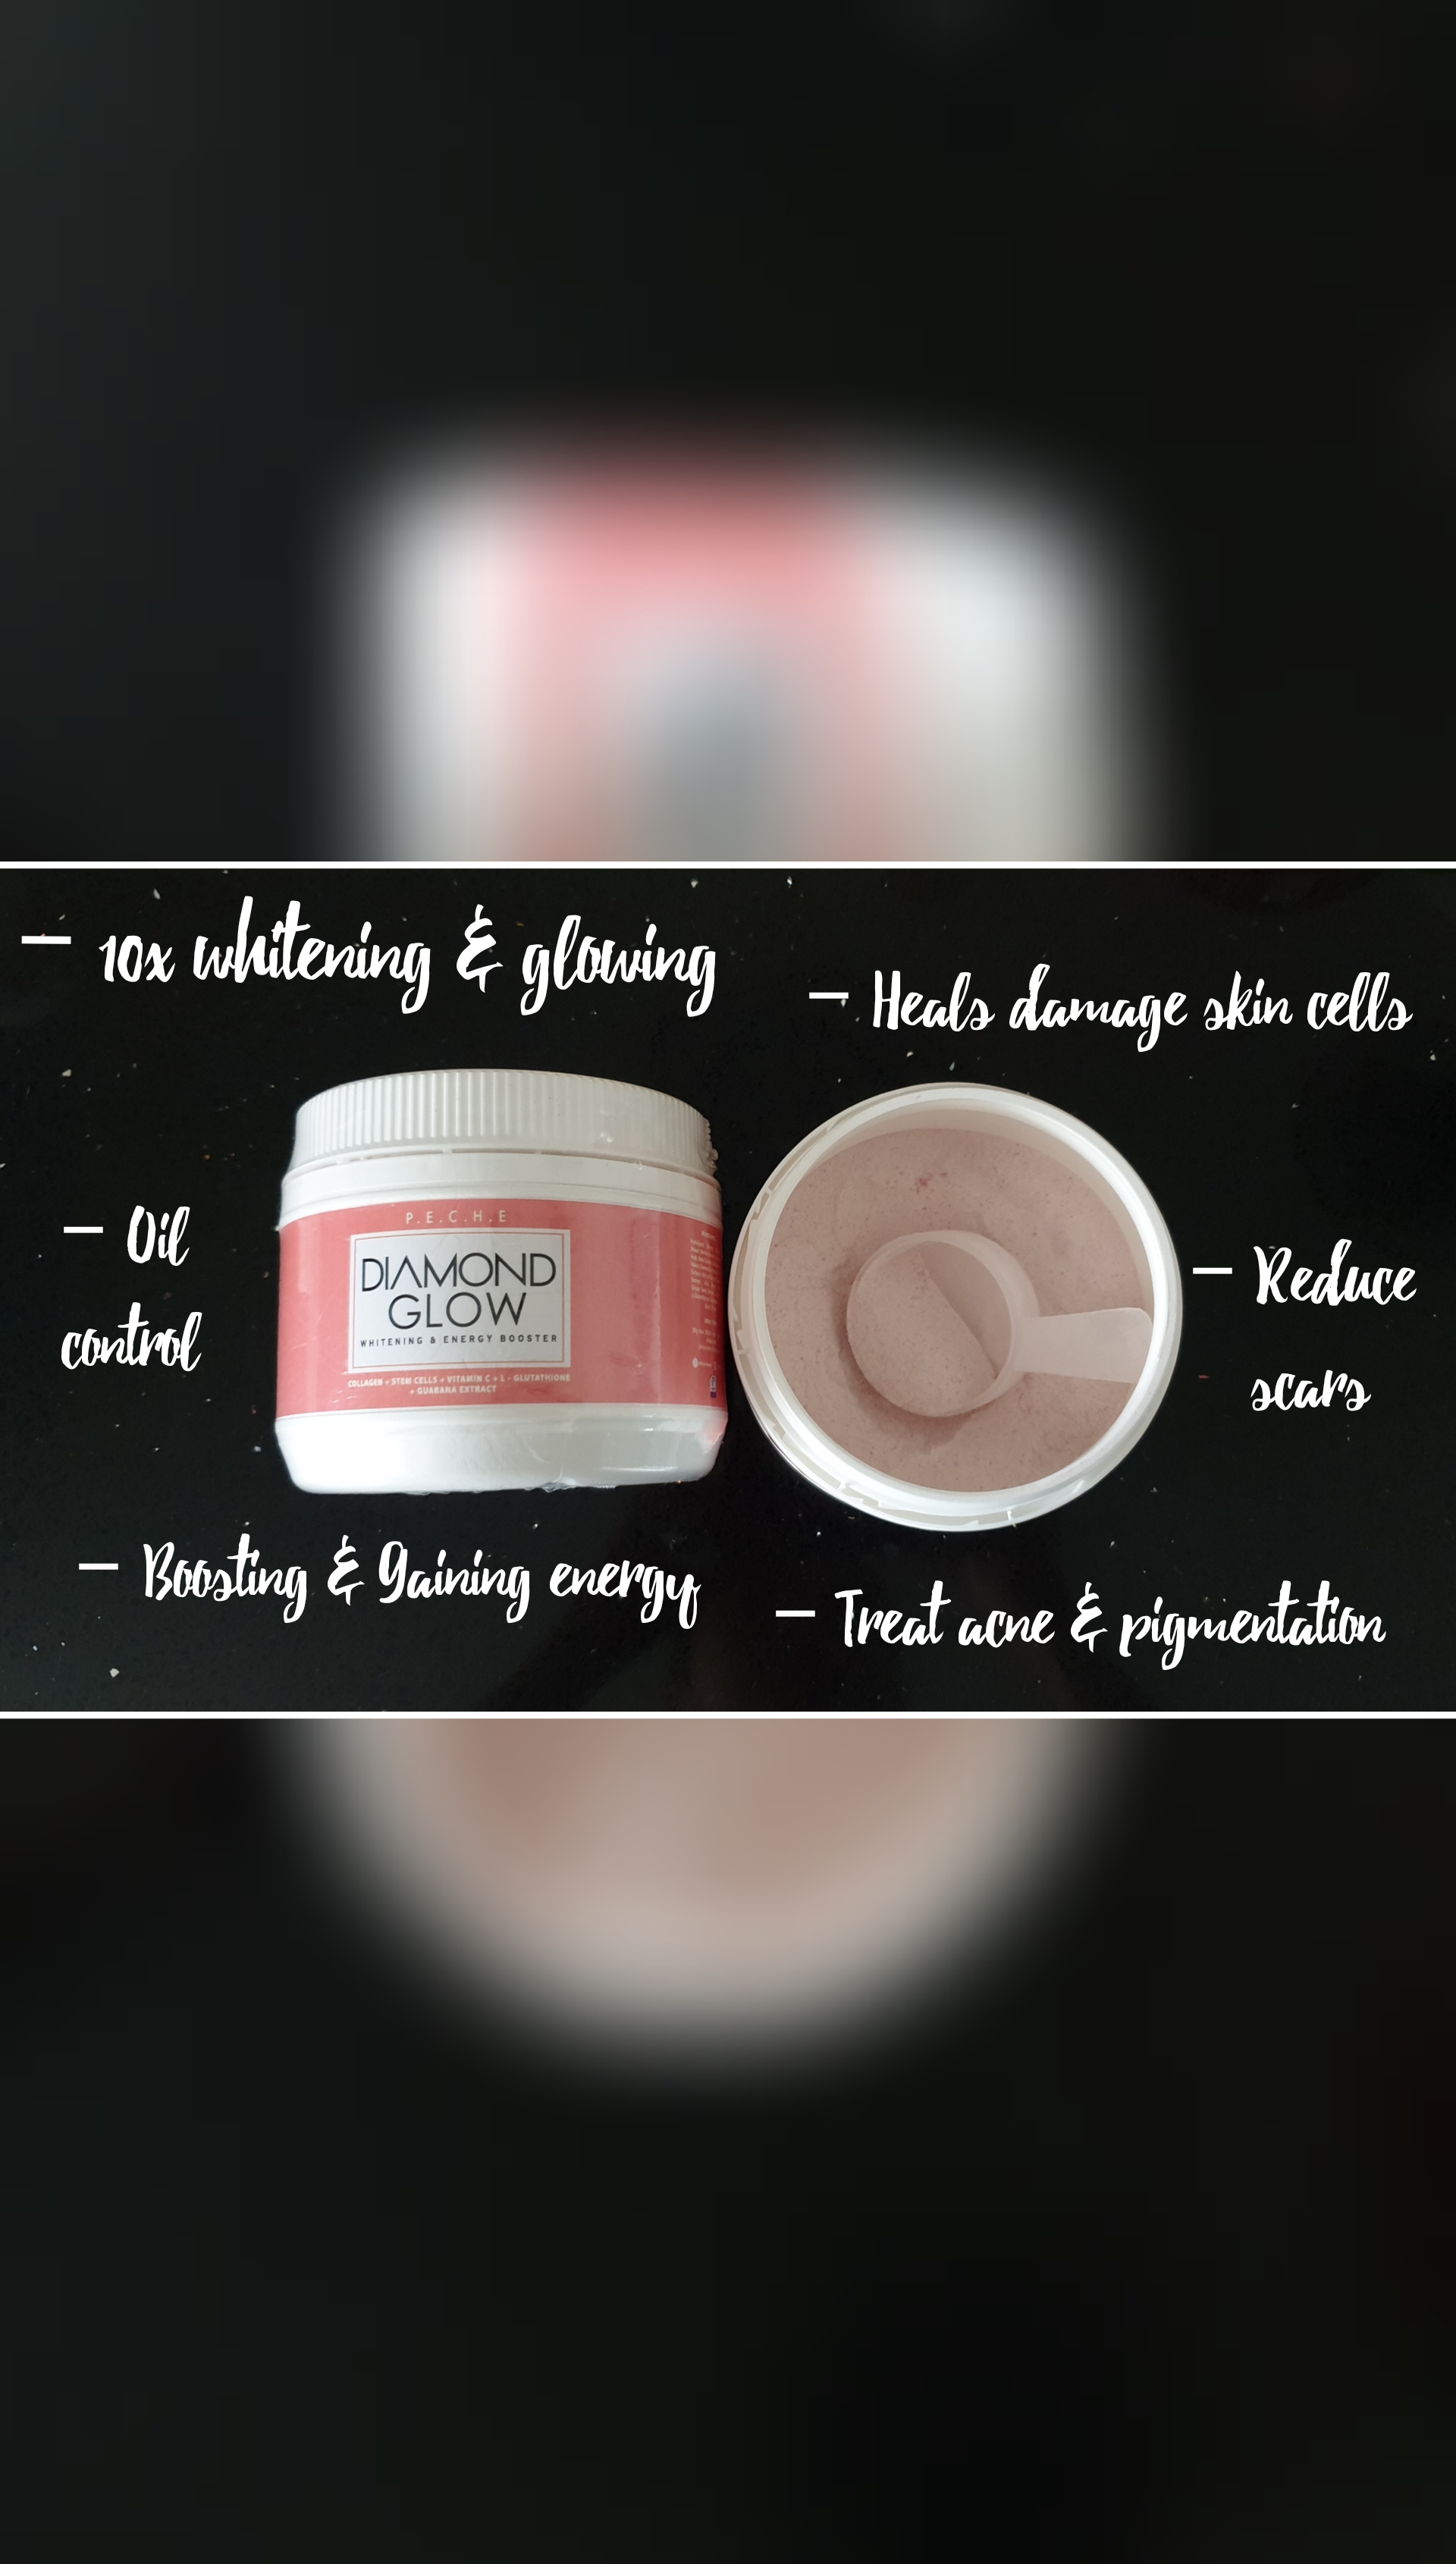 — 10x whitening & glowing
— Heals damage skin cells
— Oil
control
P.E.C.H.E
DIAMOND
GLOW
WHITENING & ENERGY BOOSTER
COLLAGEN + STEM CELLS + VITAMIN C + L - GLUTATHIONE
+ GUARANA EXTRACT
— Reduce
scars
— Boosting & Gaining energy
— Treat acne & pigmentation